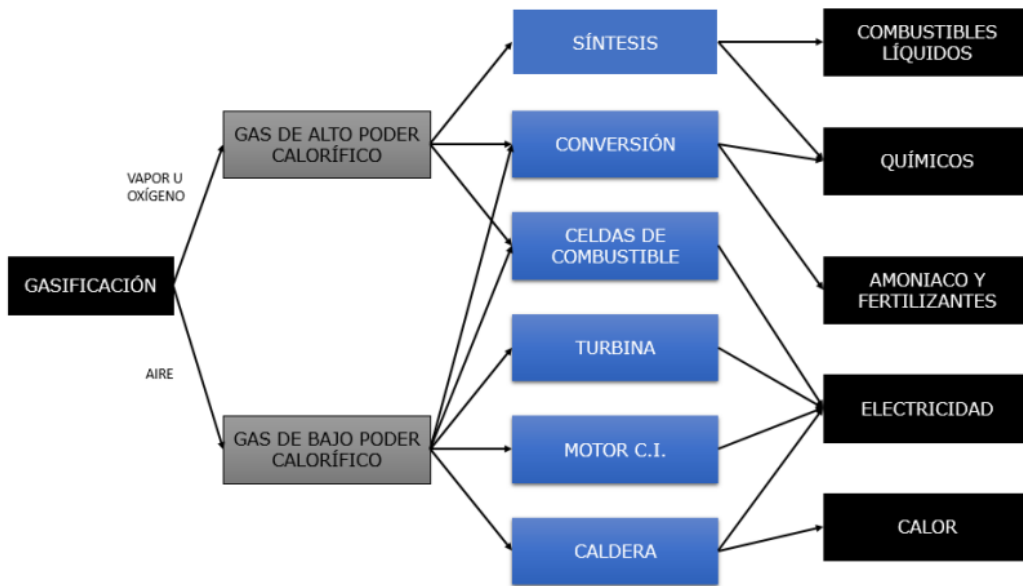 SÍNTESIS
COMBUSTIBLES
LÍQUIDOS
GAS DE ALTO PODER
CALORÍFICO
CONVERSIÓN
QUÍMICOS
VAPOR U
OXÍGENO
CELDAS DE
COMBUSTIBLE
GASIFICACIÓN
AMONIACO Y
FERTILIZANTES
TURBINA
AIRE
ELECTRICIDAD
GAS DE BAJO PODER
CALORÍFICO
MOTOR C.I.
CALDERA
CALOR